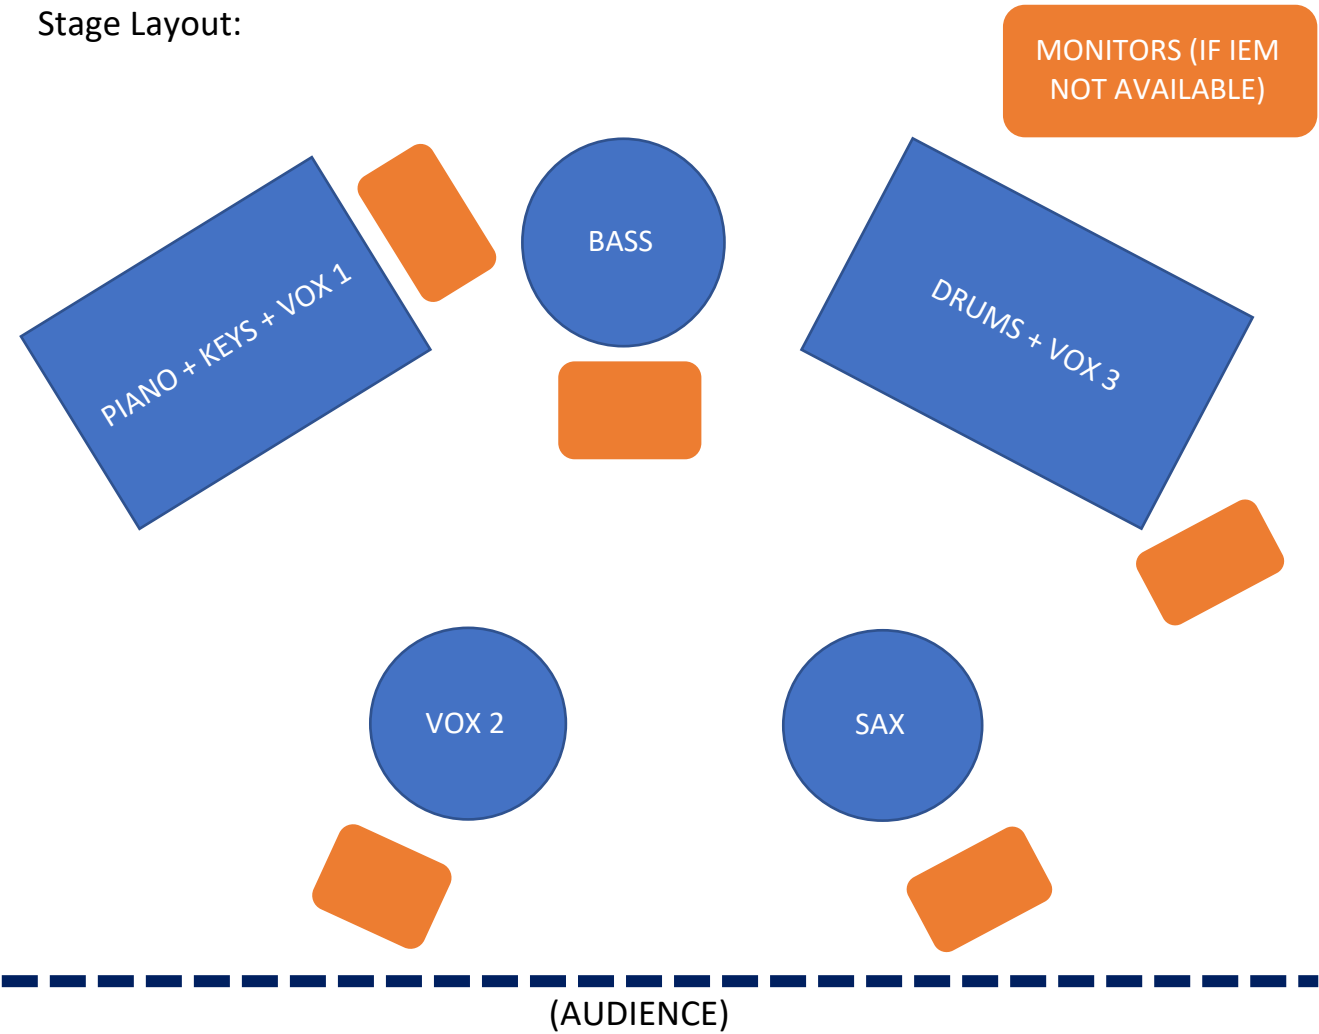 Stage Layout:
MONITORS (IF IEM
NOT AVAILABLE)
BASS
PIANO + KEYS + VOX 1
DRUMS + VOX 3
VOX 2
SAX
(AUDIENCE)